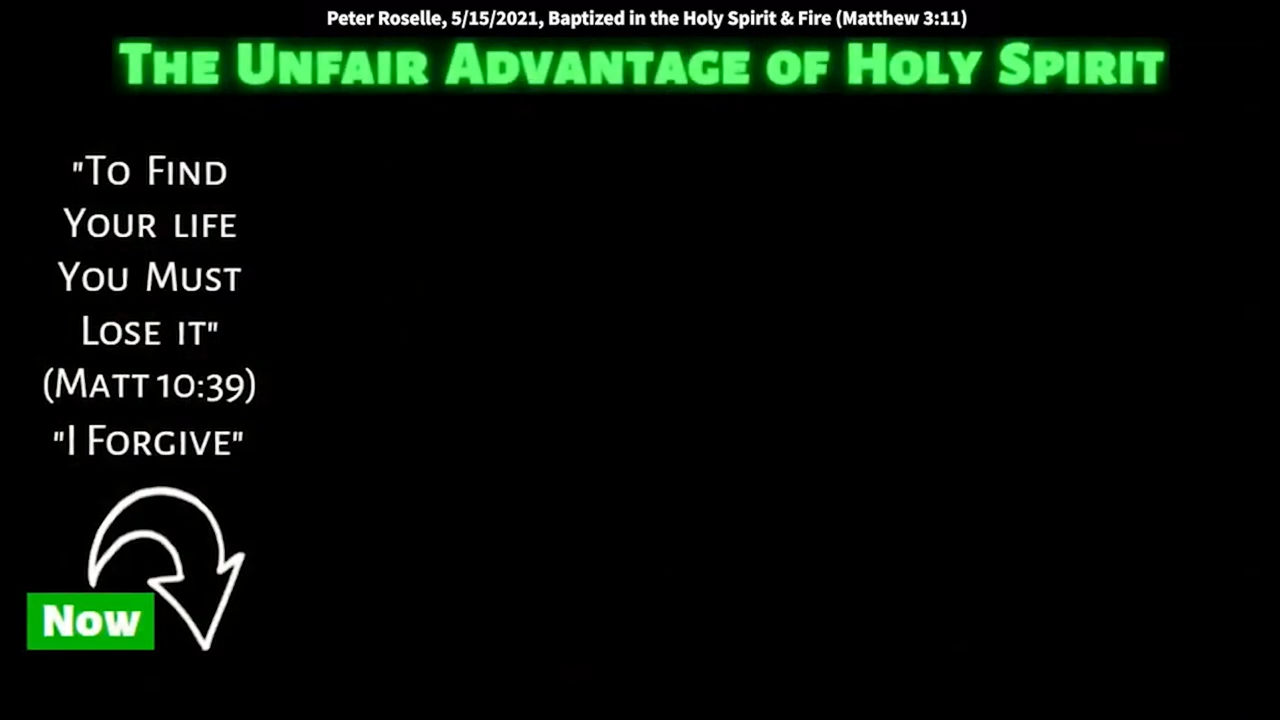 Peter Roselle, 5/15/2021, Baptized in the Holy Spirit & Fire (Matthew 3:11)
The Unfair Advantage of Holy Spirit
"To Find
Your life
You Must
Lose it"
(Matt 10:39)
"I Forgive"
Now